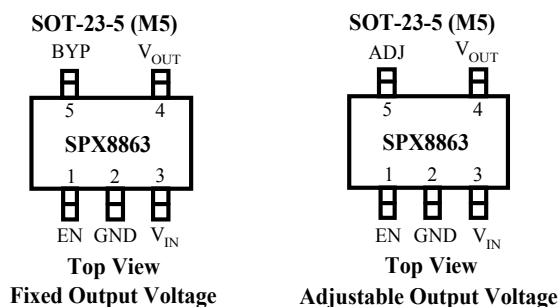 SOT-23-5 (M5)
BYP VOUT
5 4
SPX8863
1 2 3
EN GND VIN
Top View
Fixed Output Voltage
SOT-23-5 (M5)
ADJ VOUT
5 4
SPX8863
1 2 3
EN GND VIN
Top View
Adjustable Output Voltage